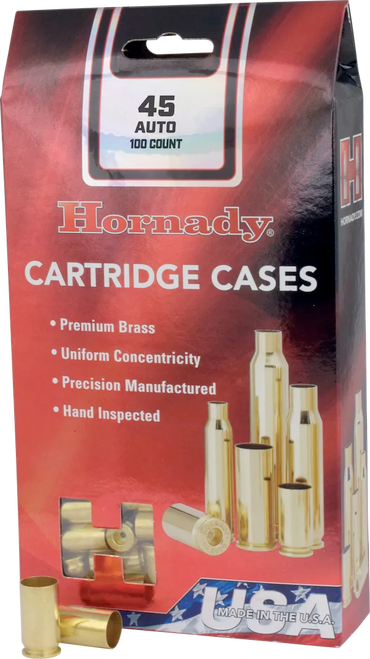 45
AUTO
100 COUNT
Hornady®
CARTRIDGE CASES
• Premium Brass
• Uniform Concentricity
• Precision Manufactured
• Hand Inspected
USA
MADE IN THE U.S.A.
HORNADY.COM